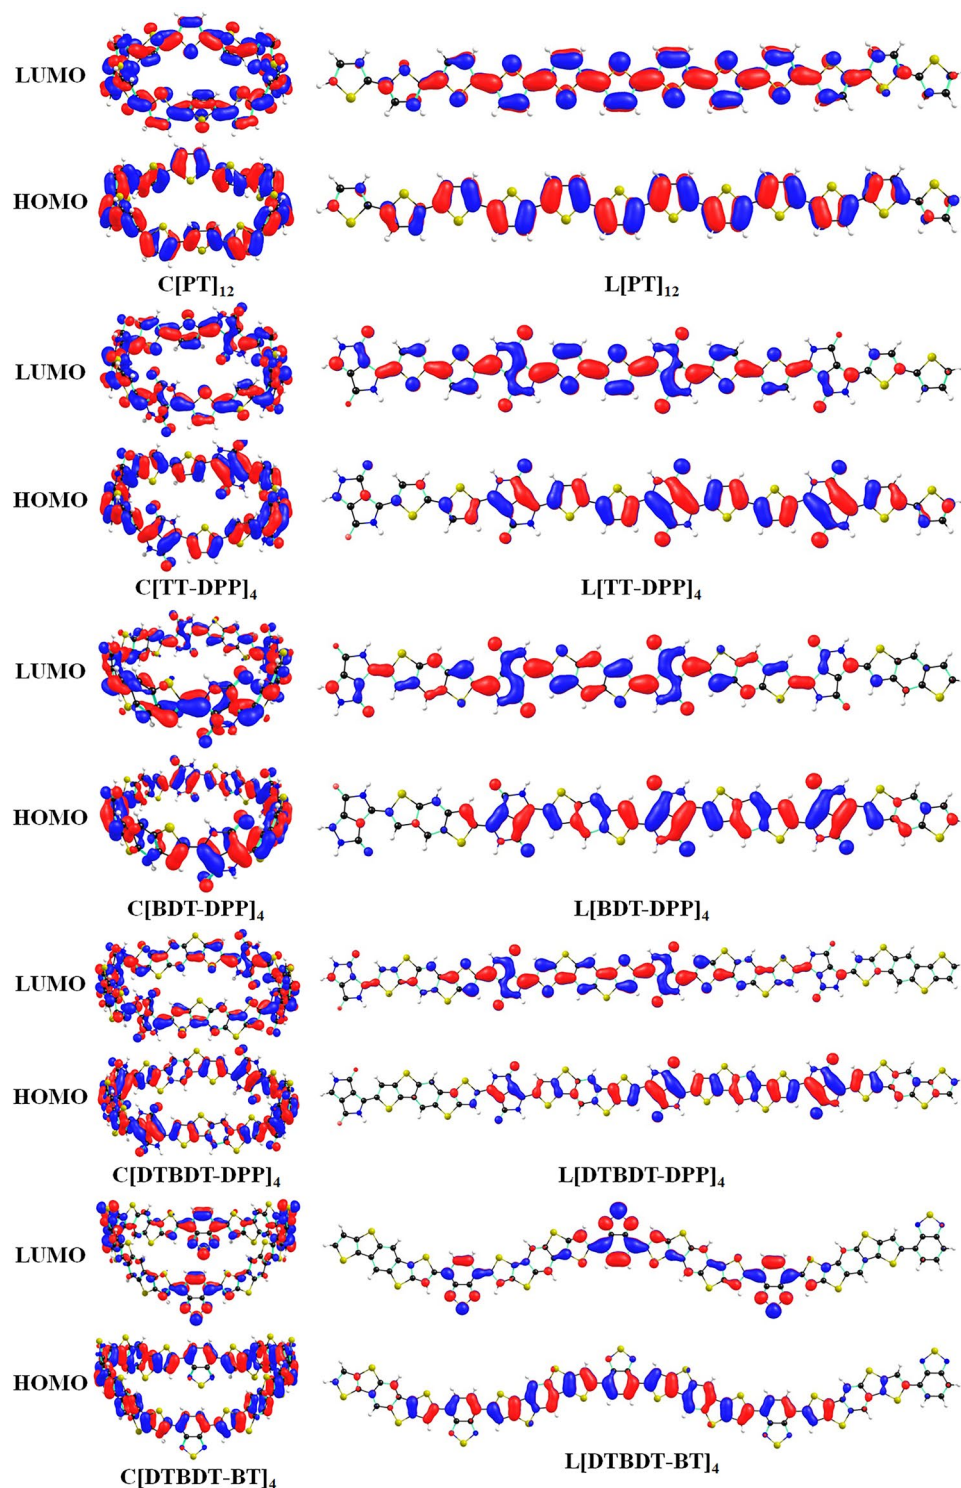 LUMO
HOMO
C[PT]₁₂ L[PT]₁₂
LUMO
HOMO
C[TT-DPP]₄ L[TT-DPP]₄
LUMO
HOMO
C[BDT-DPP]₄ L[BDT-DPP]₄
LUMO
HOMO
C[DTBDT-DPP]₄ L[DTBDT-DPP]₄
LUMO
HOMO
C[DTBDT-BT]₄ L[DTBDT-BT]₄